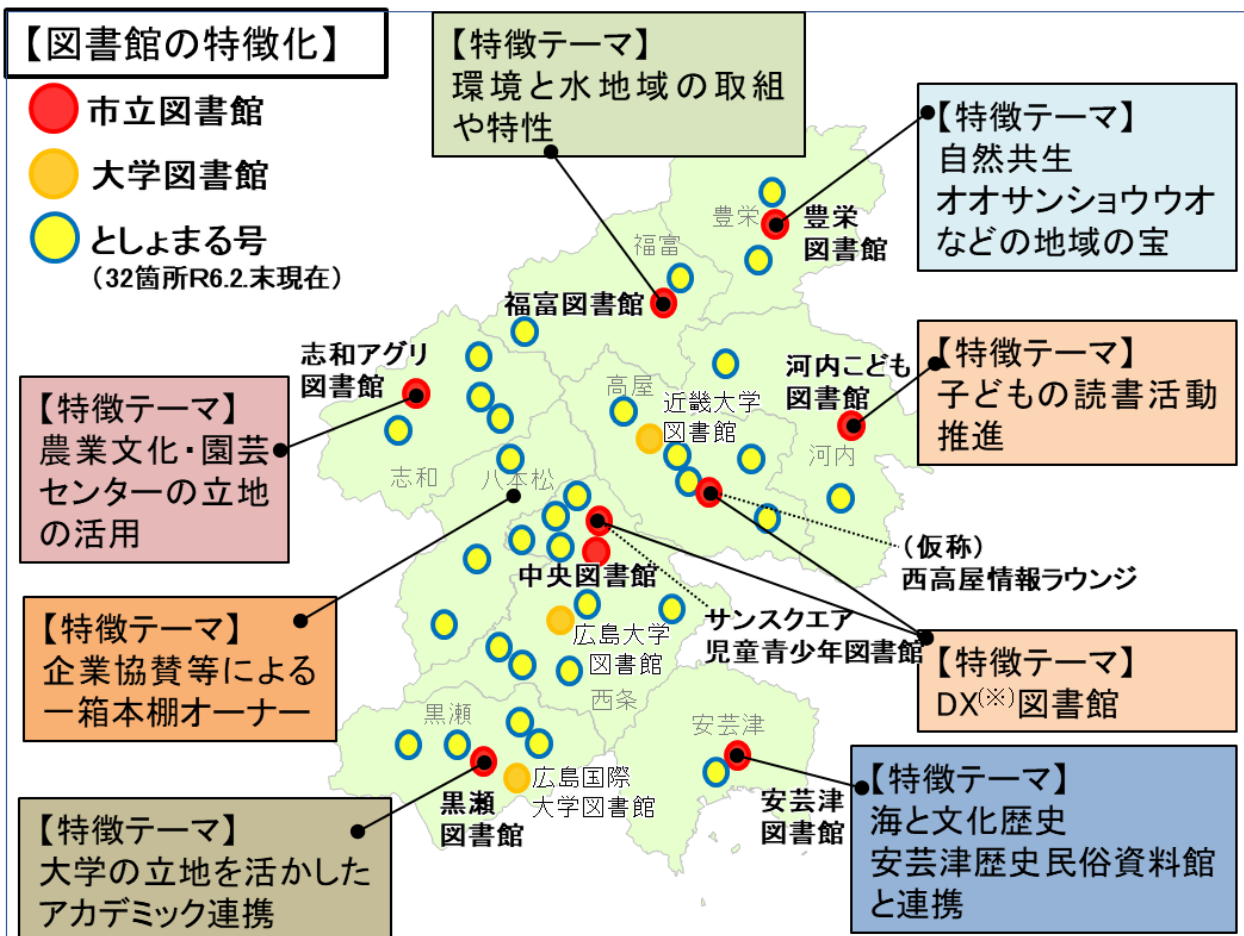 【図書館の特徴化】
市立図書館
大学図書館
としょまる号
（32箇所R6.2.末現在）
【特徴テーマ】
環境と水地域の取組
や特性
【特徴テーマ】
自然共生
オオサンショウウオ
などの地域の宝
豊栄
豊栄
図書館
福富
福富図書館
志和アグリ
図書館
【特徴テーマ】
農業文化・園芸
センターの立地
の活用
志和
八本松
高屋
近畿大学
図書館
河内こども
図書館
河内
【特徴テーマ】
子どもの読書活動
推進
（仮称）
西高屋情報ラウンジ
中央図書館
サンスクエア
児童青少年図書館
【特徴テーマ】
企業協賛等による
一箱本棚オーナー
広島大学
図書館
西条
【特徴テーマ】
DX(※)図書館
黒瀬
黒瀬
図書館
広島国際
大学図書館
安芸津
安芸津
図書館
【特徴テーマ】
大学の立地を活かした
アカデミック連携
【特徴テーマ】
海と文化歴史
安芸津歴史民俗資料館
と連携